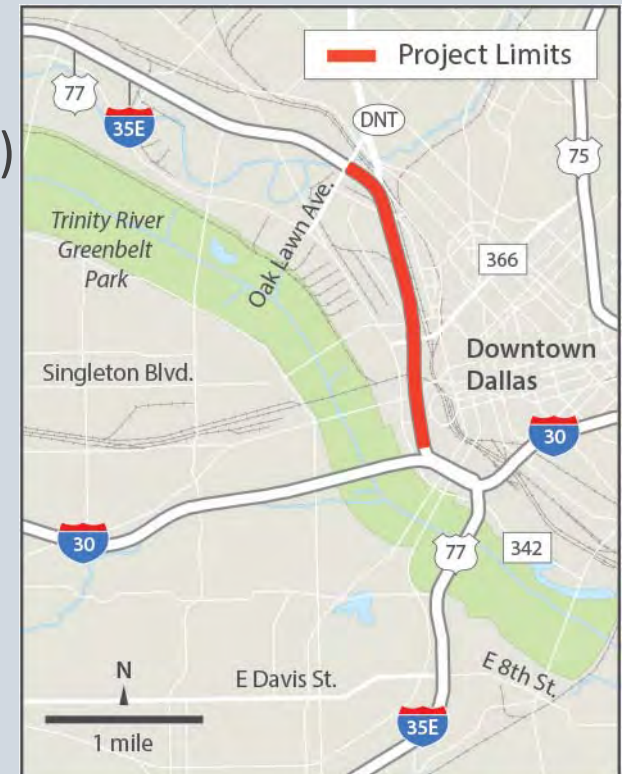 )
Project Limits
77
35E
DNT
75
Oak Lawn Ave.
Trinity River
Greenbelt
Park
366
Singleton Blvd.
Downtown
Dallas
30
30
77
342
N
E Davis St.
E 8th St.
1 mile
35E